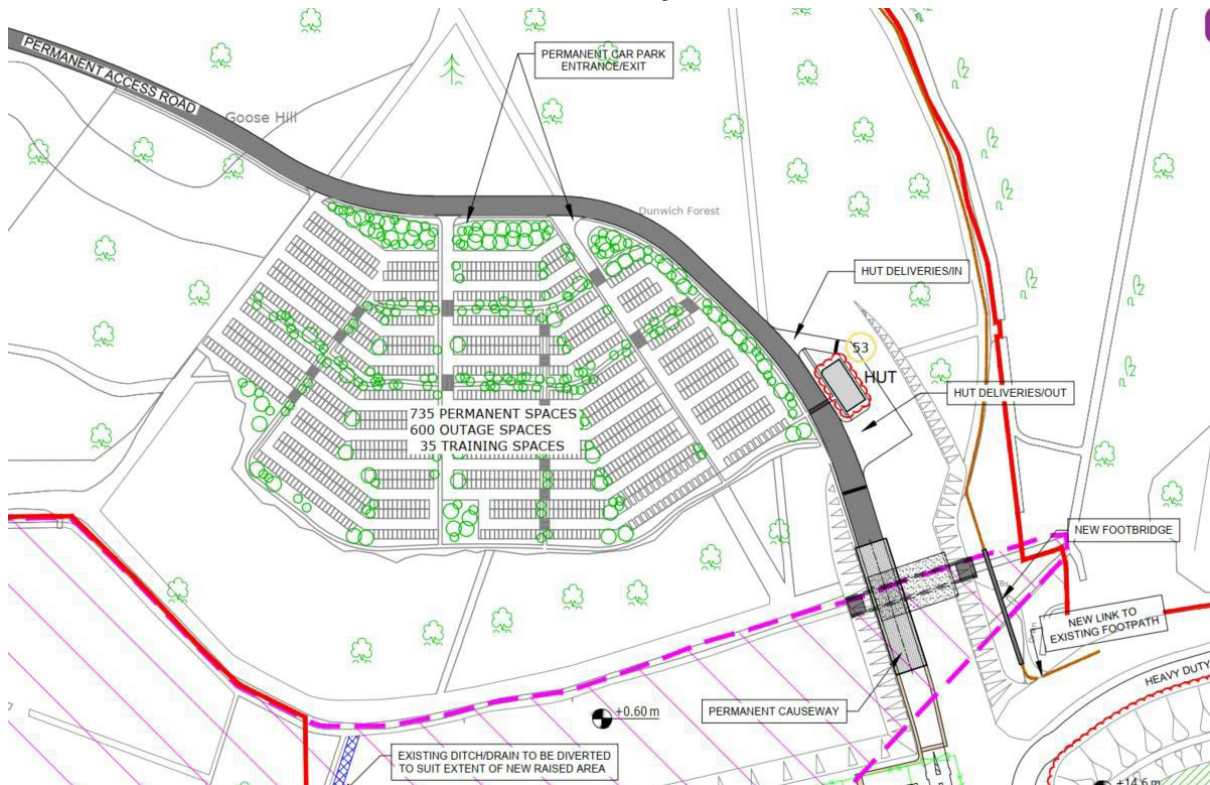 PERMANENT CAR PARK
ENTRANCE/EXIT
PERMANENT ACCESS ROAD
Goose Hill
Dunwich Forest
HUT DELIVERIES/IN
53
HUT
HUT DELIVERIES/OUT
735 PERMANENT SPACES
600 OUTAGE SPACES
35 TRAINING SPACES
NEW FOOTBRIDGE
NEW LINK TO
EXISTING FOOTPATH
HEAVY DUTY
PERMANENT CAUSEWAY
+0.60 m
EXISTING DITCH/DRAIN TO BE DIVERTED
TO SUIT EXTENT OF NEW RAISED AREA
+14.6 m